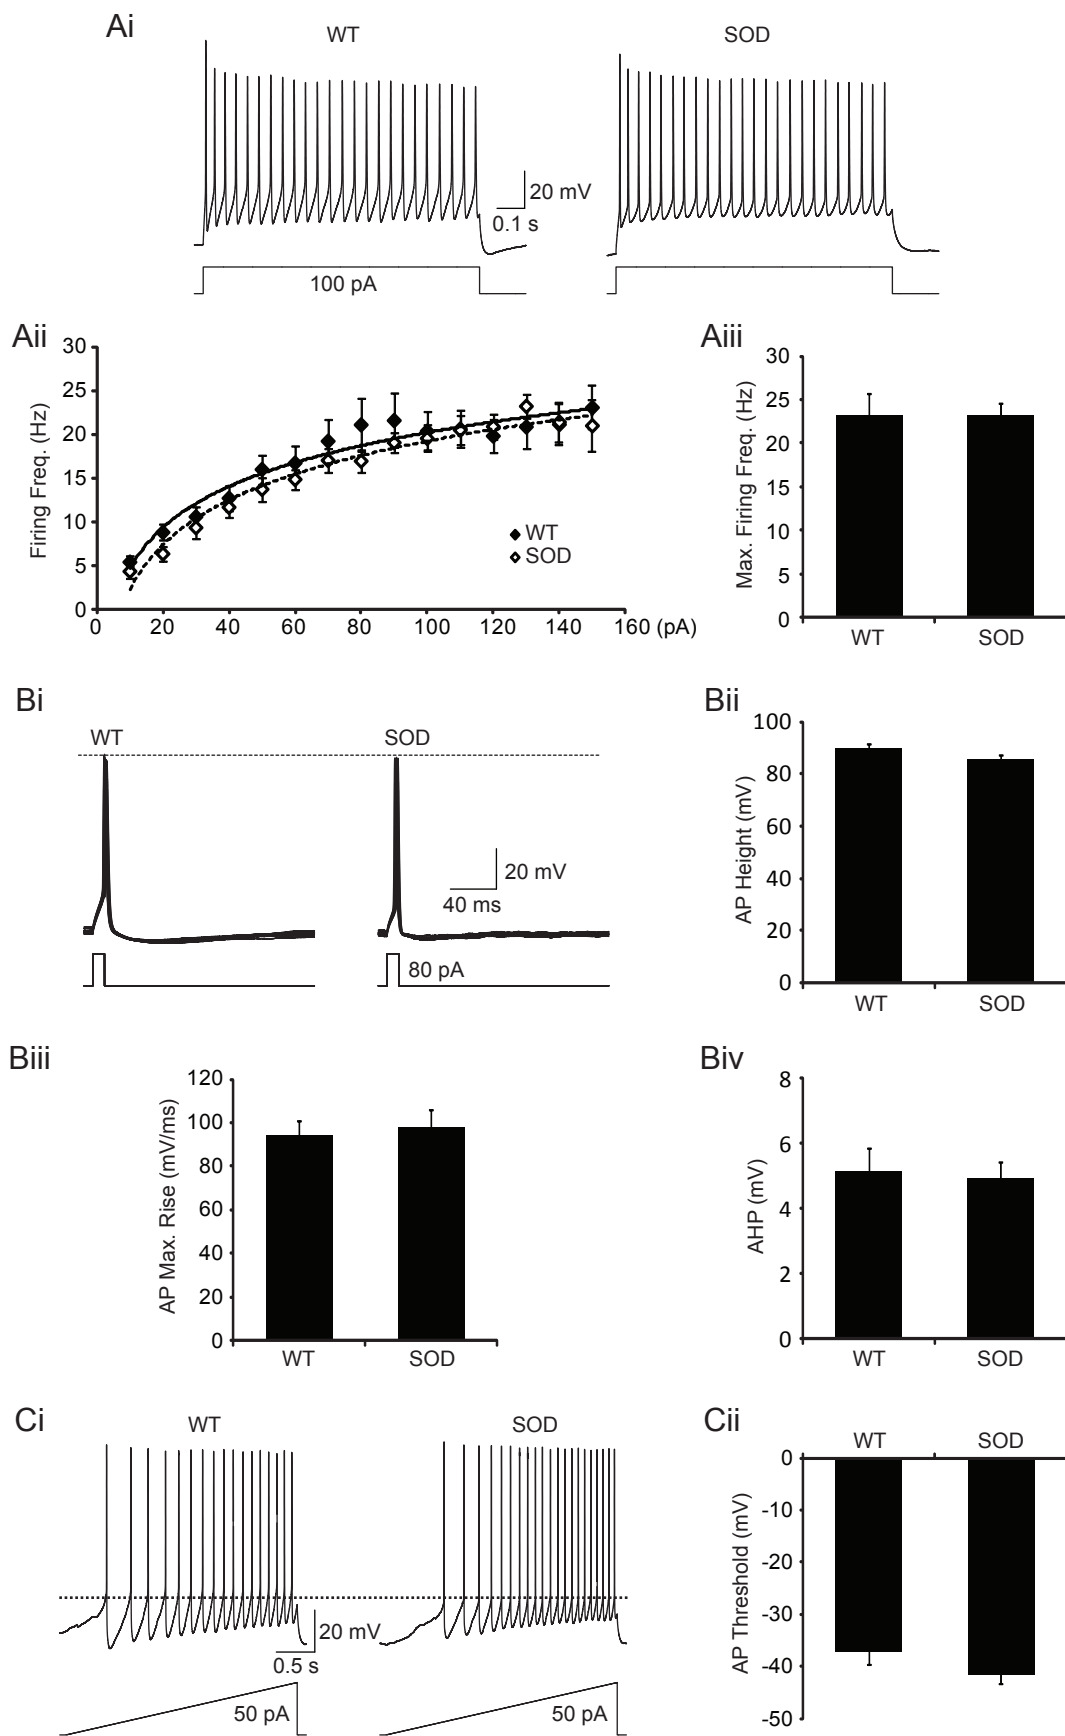 Ai
WT
SOD
20 mV
0.1 s
100 pA
Aii
30
25
20
15
10
5
0
Firing Freq. (Hz)
WT
SOD
0
20
40
60
80
100
120
140
160 (pA)
Aiii
30
25
20
15
10
5
0
Max. Firing Freq. (Hz)
WT
SOD
Bi
WT
SOD
20 mV
40 ms
80 pA
Bii
100
80
60
40
20
0
AP Height (mV)
WT
SOD
Biii
120
100
80
60
40
20
0
AP Max. Rise (mV/ms)
WT
SOD
Biv
8
6
4
2
0
AHP (mV)
WT
SOD
Ci
WT
SOD
20 mV
0.5 s
50 pA
50 pA
Cii
WT
SOD
0
-10
-20
-30
-40
-50
AP Threshold (mV)